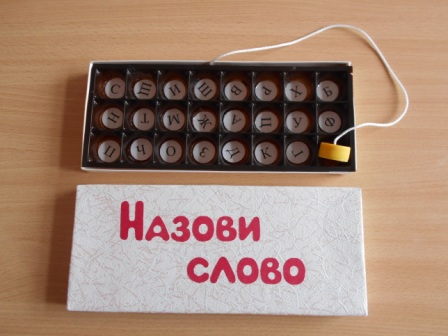 С Щ И Ш В Р Х Б
Т М Ж У Ф
П О З К
Назови
слово